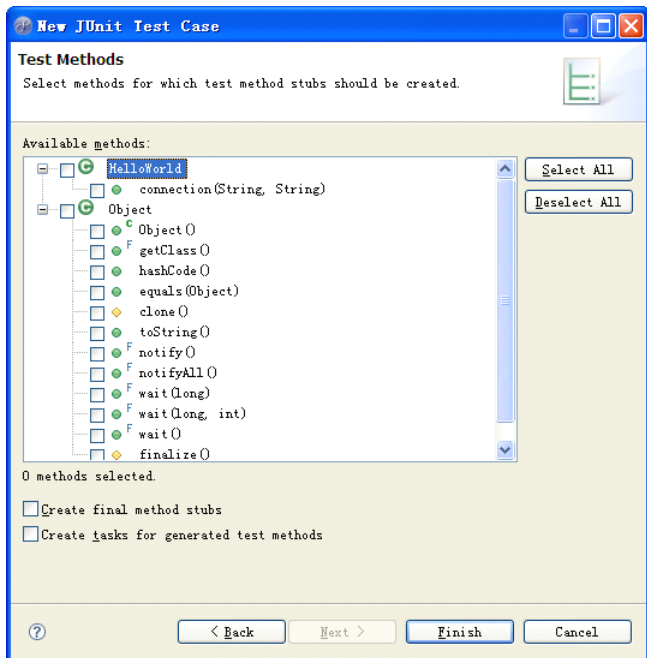 New JUnit Test Case
Test Methods
Select methods for which test method stubs should be created.
Available methods:
HelloWorld
connection(String, String)
Object
C Object()
F getClass()
hashCode()
equals(Object)
clone()
toString()
F notify()
F notifyAll()
F wait(long)
F wait(long, int)
F wait()
finalize()
Select All
Deselect All
0 methods selected.
Create final method stubs
Create tasks for generated test methods
? < Back Next > Finish Cancel